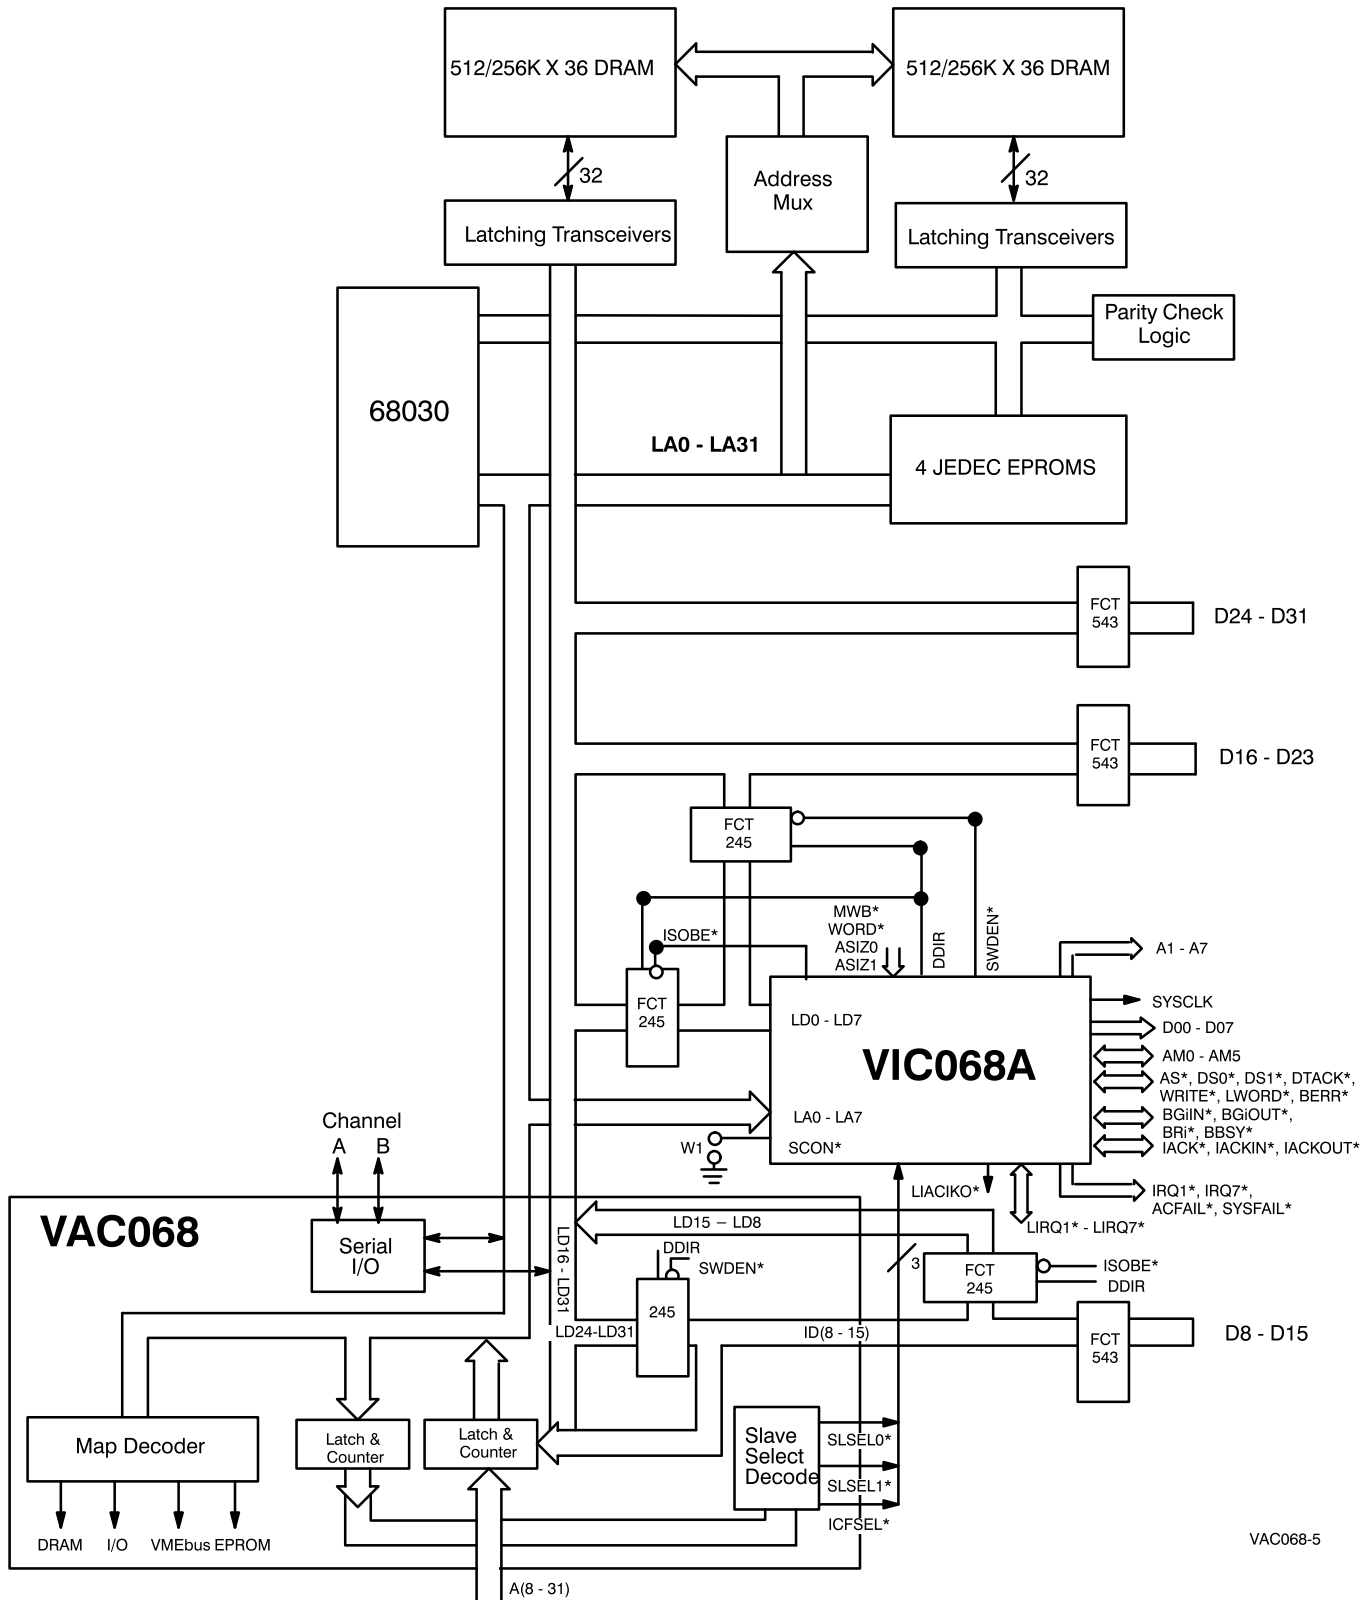 512/256K X 36 DRAM
512/256K X 36 DRAM
32
32
Address
Mux
Latching Transceivers
Latching Transceivers
Parity Check
Logic
68030
LA0 - LA31
4 JEDEC EPROMS
FCT
543
D24 - D31
FCT
543
D16 - D23
FCT
245
MWB*
WORD*
ASIZ0
ASIZ1
DDIR
SWDEN*
ISOBE*
FCT
245
A1 - A7
SYSCLK
LD0 - LD7
D00 - D07
VIC068A
AM0 - AM5
AS*, DS0*, DS1*, DTACK*,
WRITE*, LWORD*, BERR*
LA0 - LA7
BGiIN*, BGiOUT*,
BRi*, BBSY*
W1
SCON*
IACK*, IACKIN*, IACKOUT*
Channel
A B
LIACIKO*
IRQ1*, IRQ7*,
ACFAIL*, SYSFAIL*
LIRQ1* - LIRQ7*
VAC068
Serial
I/O
LD16 - LD31
LD15 – LD8
DDIR
SWDEN*
3
FCT
245
ISOBE*
DDIR
245
LD24-LD31
ID(8 - 15)
FCT
543
D8 - D15
Map Decoder
Latch &
Counter
Latch &
Counter
Slave
Select
Decode
SLSEL0*
SLSEL1*
ICFSEL*
DRAM
I/O
VMEbus
EPROM
VAC068-5
A(8 - 31)